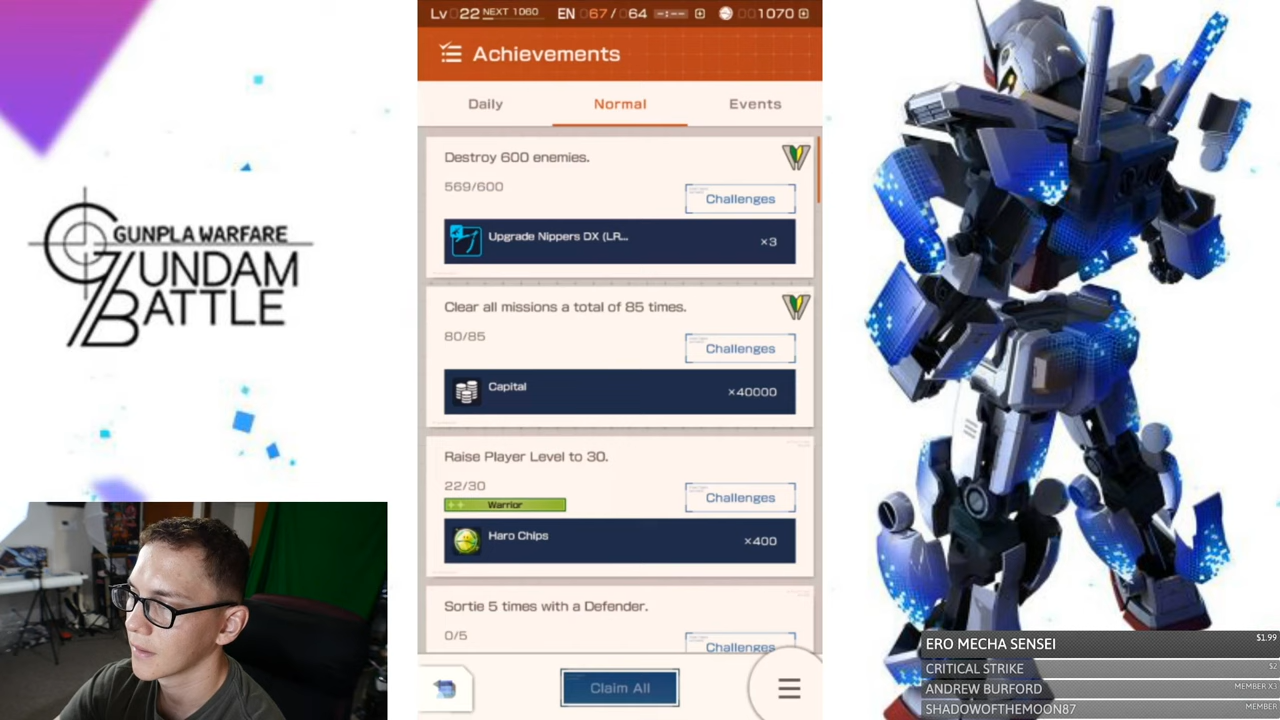 GUNPLA WARFARE
GUNDAM
BATTLE
Lv 022 NEXT 1060 EN 067/064 --:-- 001070
Achievements
Daily Normal Events
Destroy 600 enemies.
569/600
Challenges
Upgrade Nippers DX (LR... ×3
Clear all missions a total of 85 times.
80/85
Challenges
Capital ×40000
Raise Player Level to 30.
22/30
Warrior
Challenges
Haro Chips ×400
Sortie 5 times with a Defender.
0/5
Challenges
Claim All
ERO MECHA SENSEI $1.99
CRITICAL STRIKE $2
ANDREW BURFORD MEMBER X3
SHADOWOFTHEMOON87 MEMBER